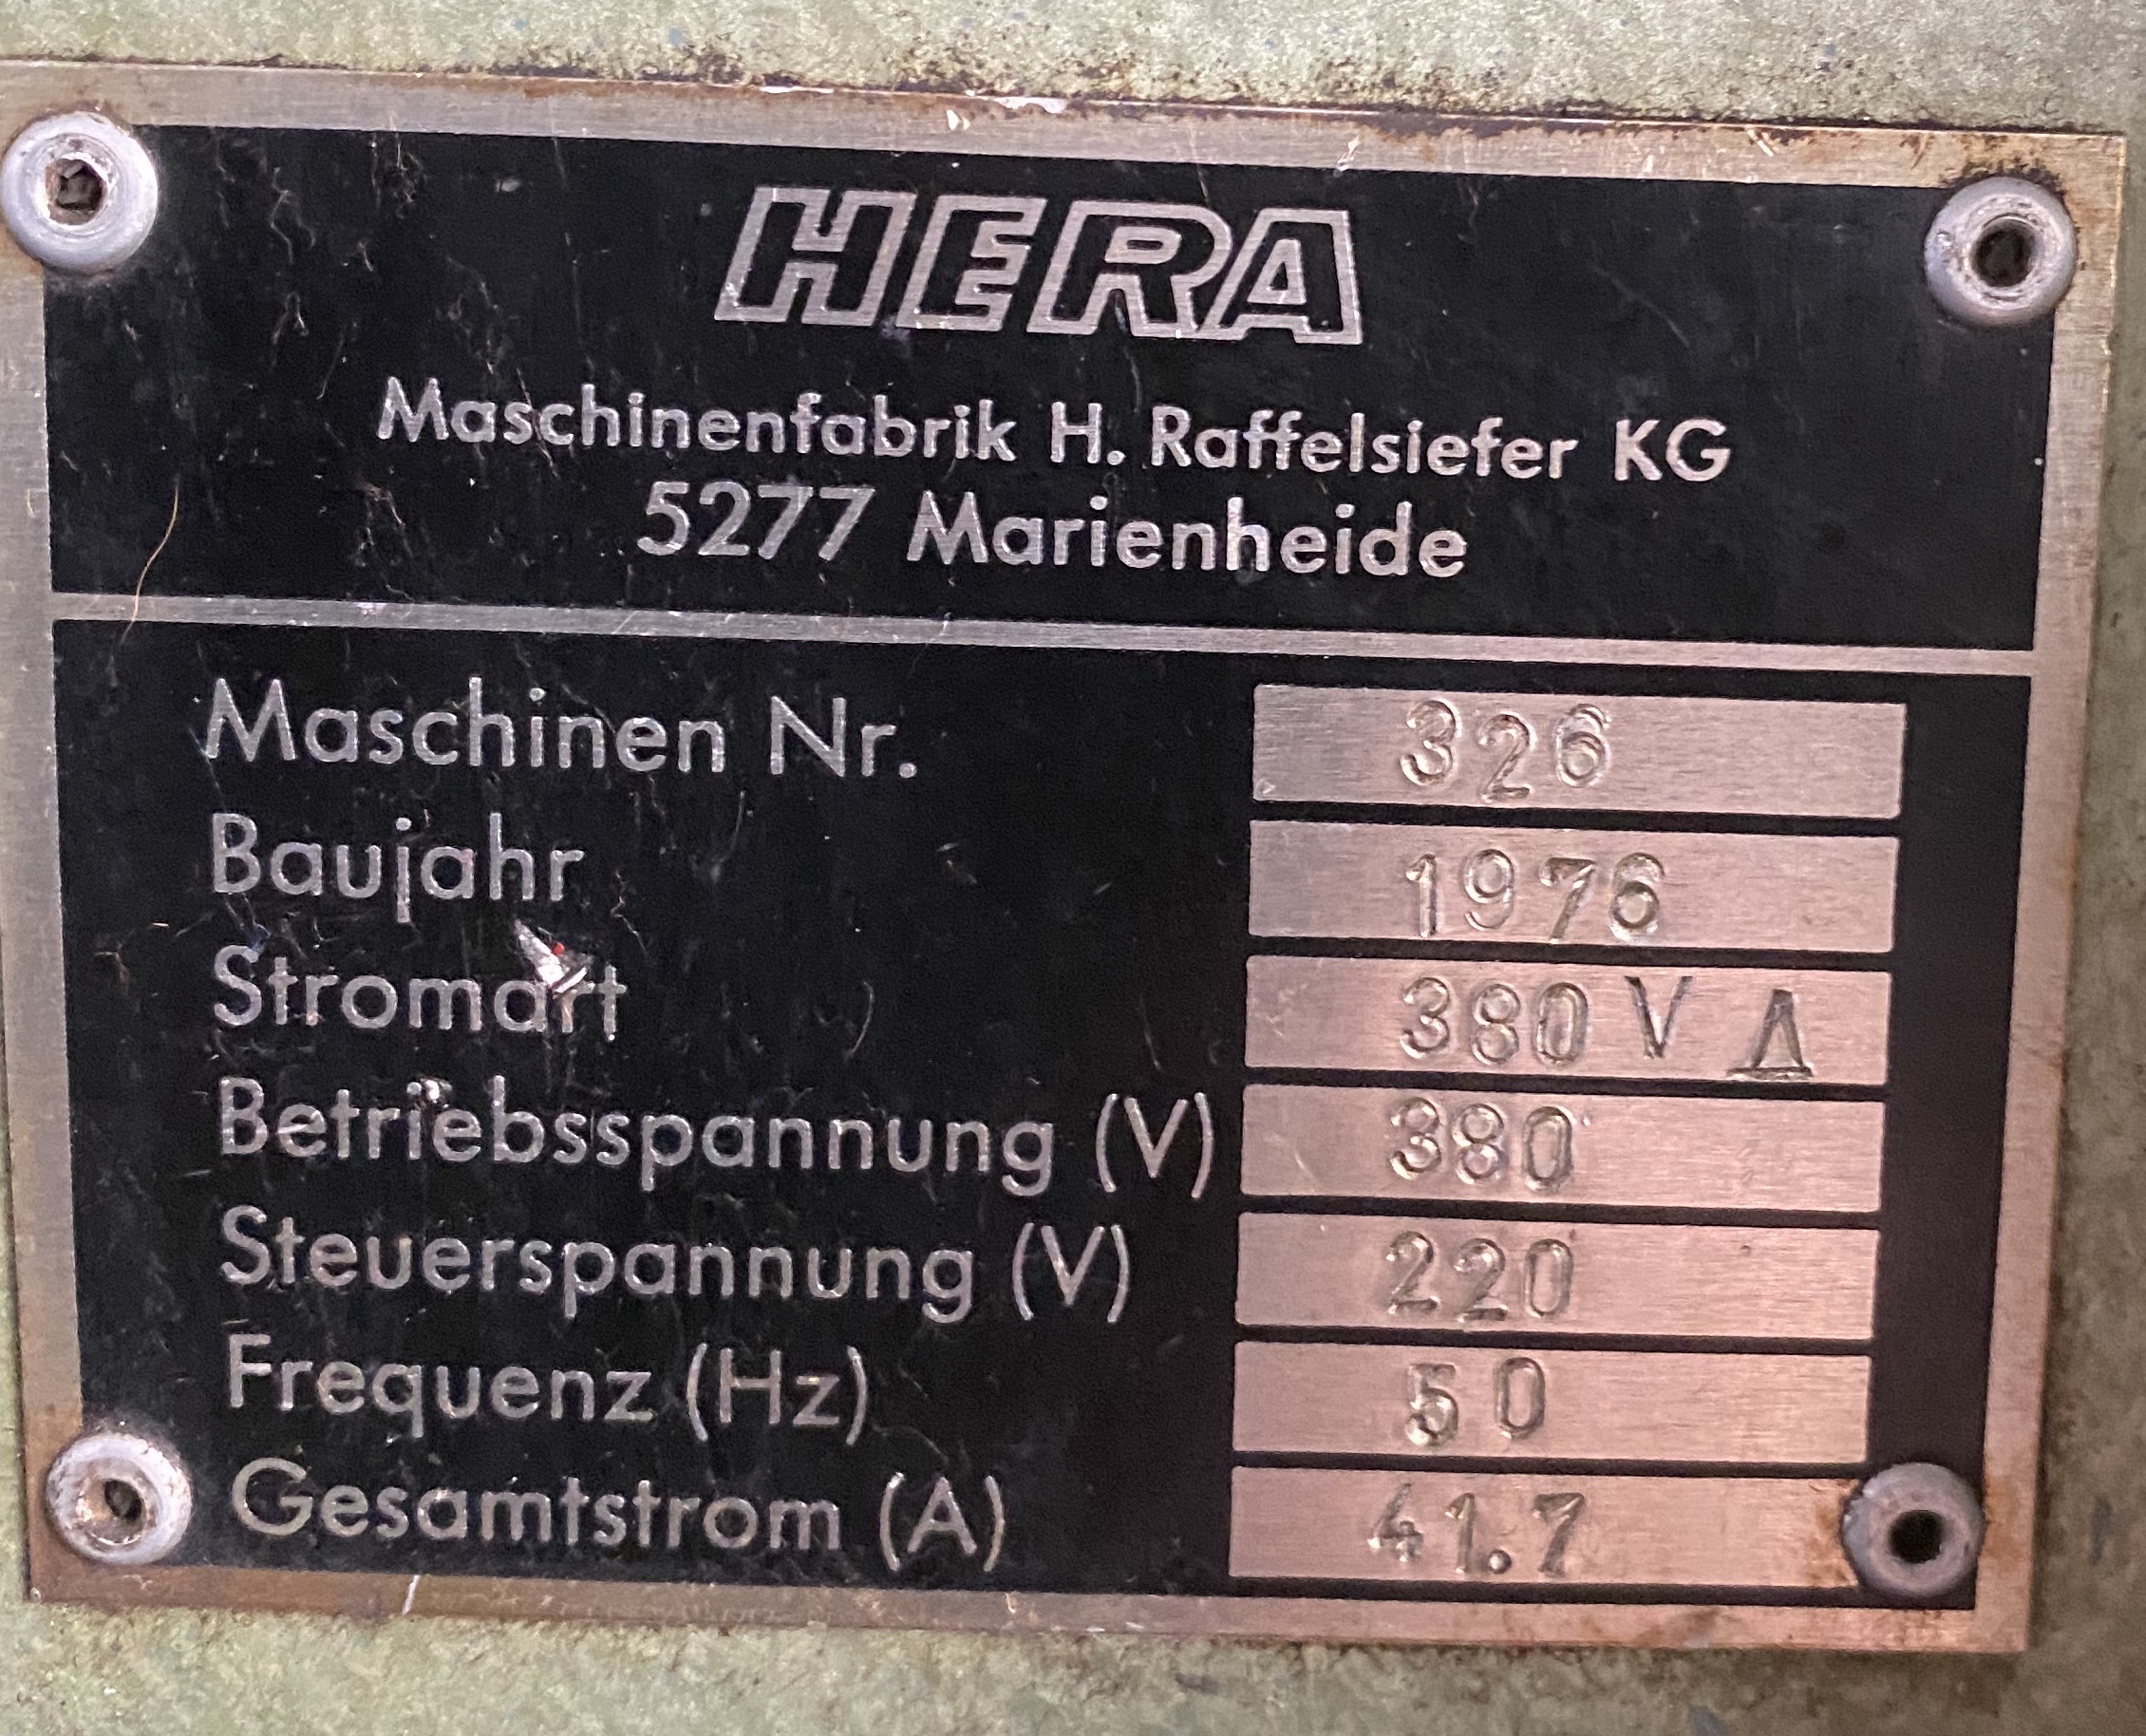 HERA
Maschinenfabrik H. Raffelsiefer KG
5277 Marienheide
Maschinen Nr. 326
Baujahr 1976
Stromart 380 V Δ
Betriebsspannung (V) 380
Steuerspannung (V) 220
Frequenz (Hz) 50
Gesamtstrom (A) 41.7